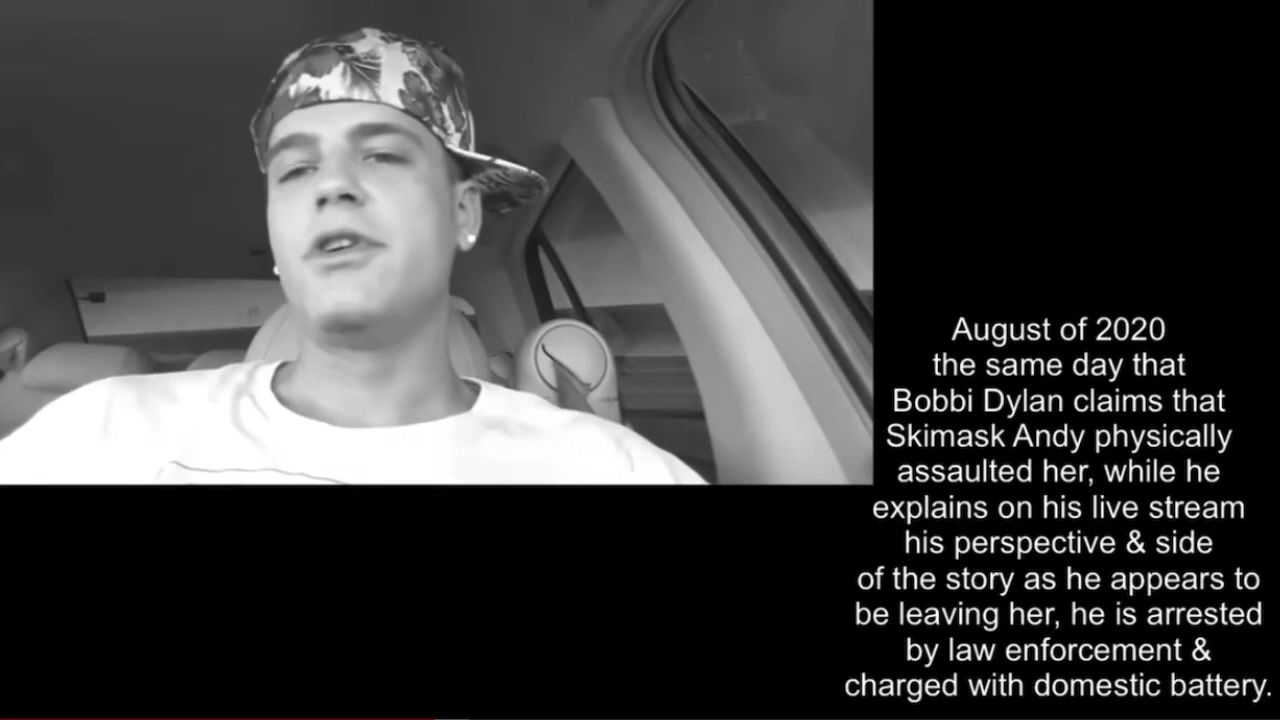 August of 2020
the same day that
Bobbi Dylan claims that
Skimask Andy physically
assaulted her, while he
explains on his live stream
his perspective & side
of the story as he appears to
be leaving her, he is arrested
by law enforcement &
charged with domestic battery.